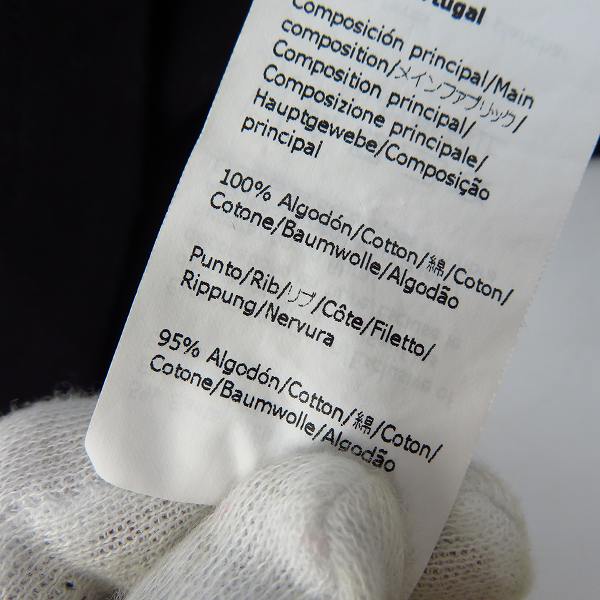 Composición principal/Main
composition/メインファブリック/
Composition principal/
Composizione principale/
Hauptgewebe/Composição
principal
100% Algodón/Cotton/綿/Coton/
Cotone/Baumwolle/Algodão
Punto/Rib/リブ/Côte/Filetto/
Rippung/Nervura
95% Algodón/Cotton/綿/Coton/
Cotone/Baumwolle/Algodão